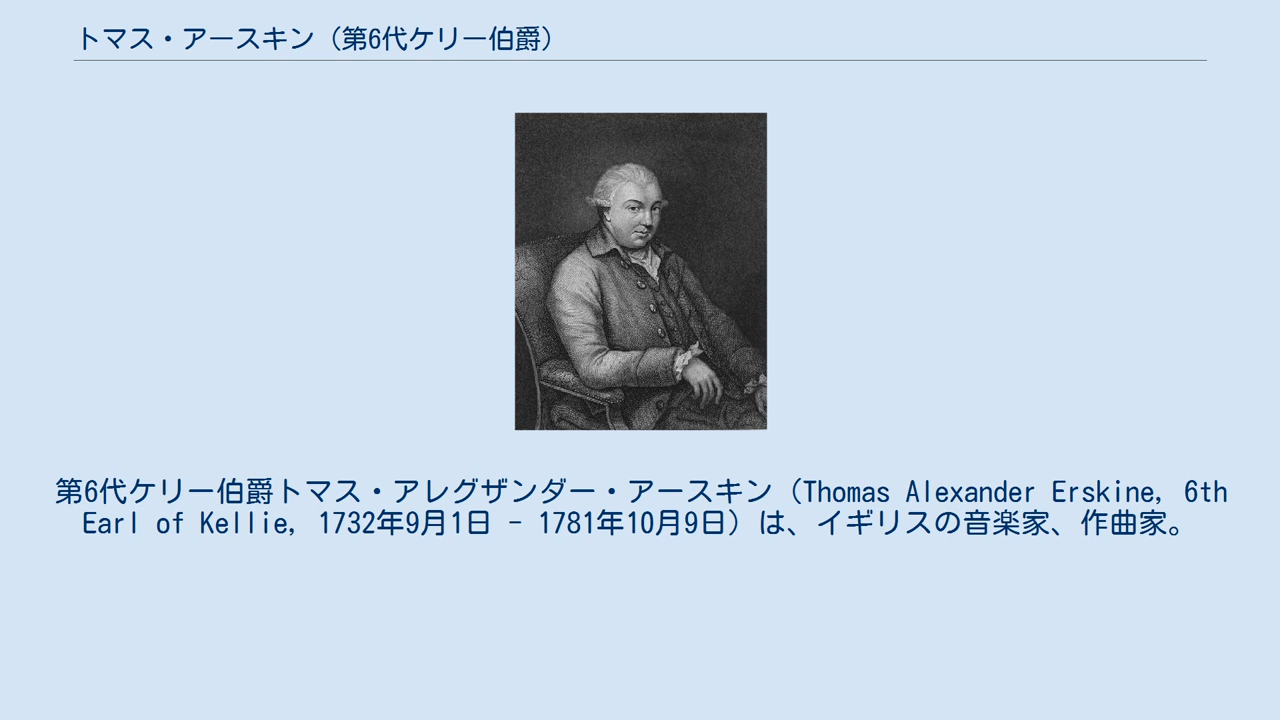 トマス・アースキン（第6代ケリー伯爵）
第6代ケリー伯爵トマス・アレグザンダー・アースキン（Thomas Alexander Erskine, 6th
Earl of Kellie, 1732年9月1日 - 1781年10月9日）は、イギリスの音楽家、作曲家。